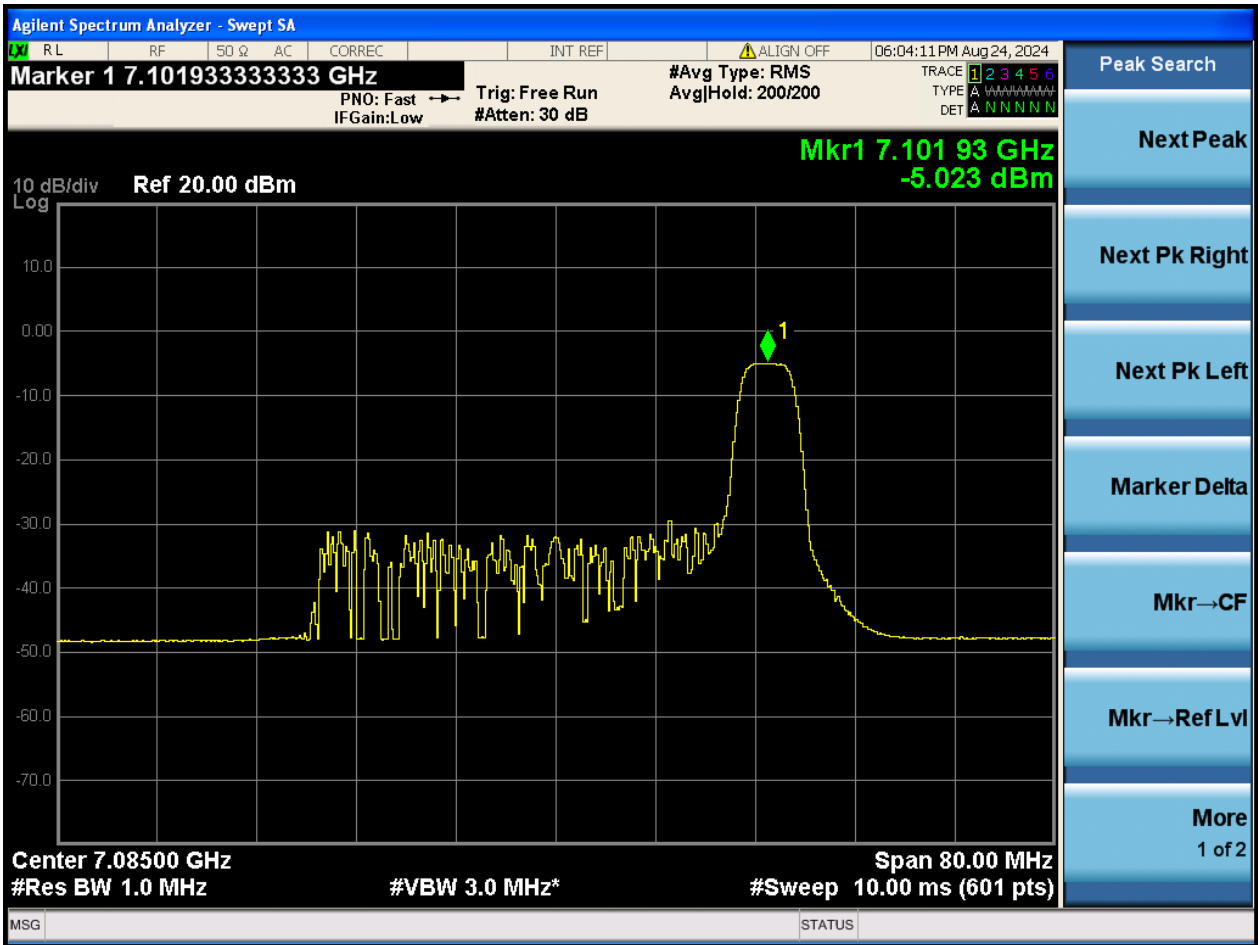 Agilent Spectrum Analyzer - Swept SA
LXI RL RF 50 Ω AC CORREC INT REF ALIGN OFF 06:04:11 PM Aug 24, 2024
Marker 1 7.101933333333 GHz
PNO: Fast
IFGain:Low
Trig: Free Run
#Atten: 30 dB
#Avg Type: RMS
Avg|Hold: 200/200
TRACE 1 2 3 4 5 6
TYPE A WWWWW
DET A N N N N N
Mkr1 7.101 93 GHz
-5.023 dBm
10 dB/div Ref 20.00 dBm
Log
10.0
0.00
1
-10.0
-20.0
-30.0
-40.0
-50.0
-60.0
-70.0
Center 7.08500 GHz Span 80.00 MHz
#Res BW 1.0 MHz #VBW 3.0 MHz* #Sweep 10.00 ms (601 pts)
MSG STATUS
Peak Search
Next Peak
Next Pk Right
Next Pk Left
Marker Delta
Mkr→CF
Mkr→Ref Lvl
More
1 of 2